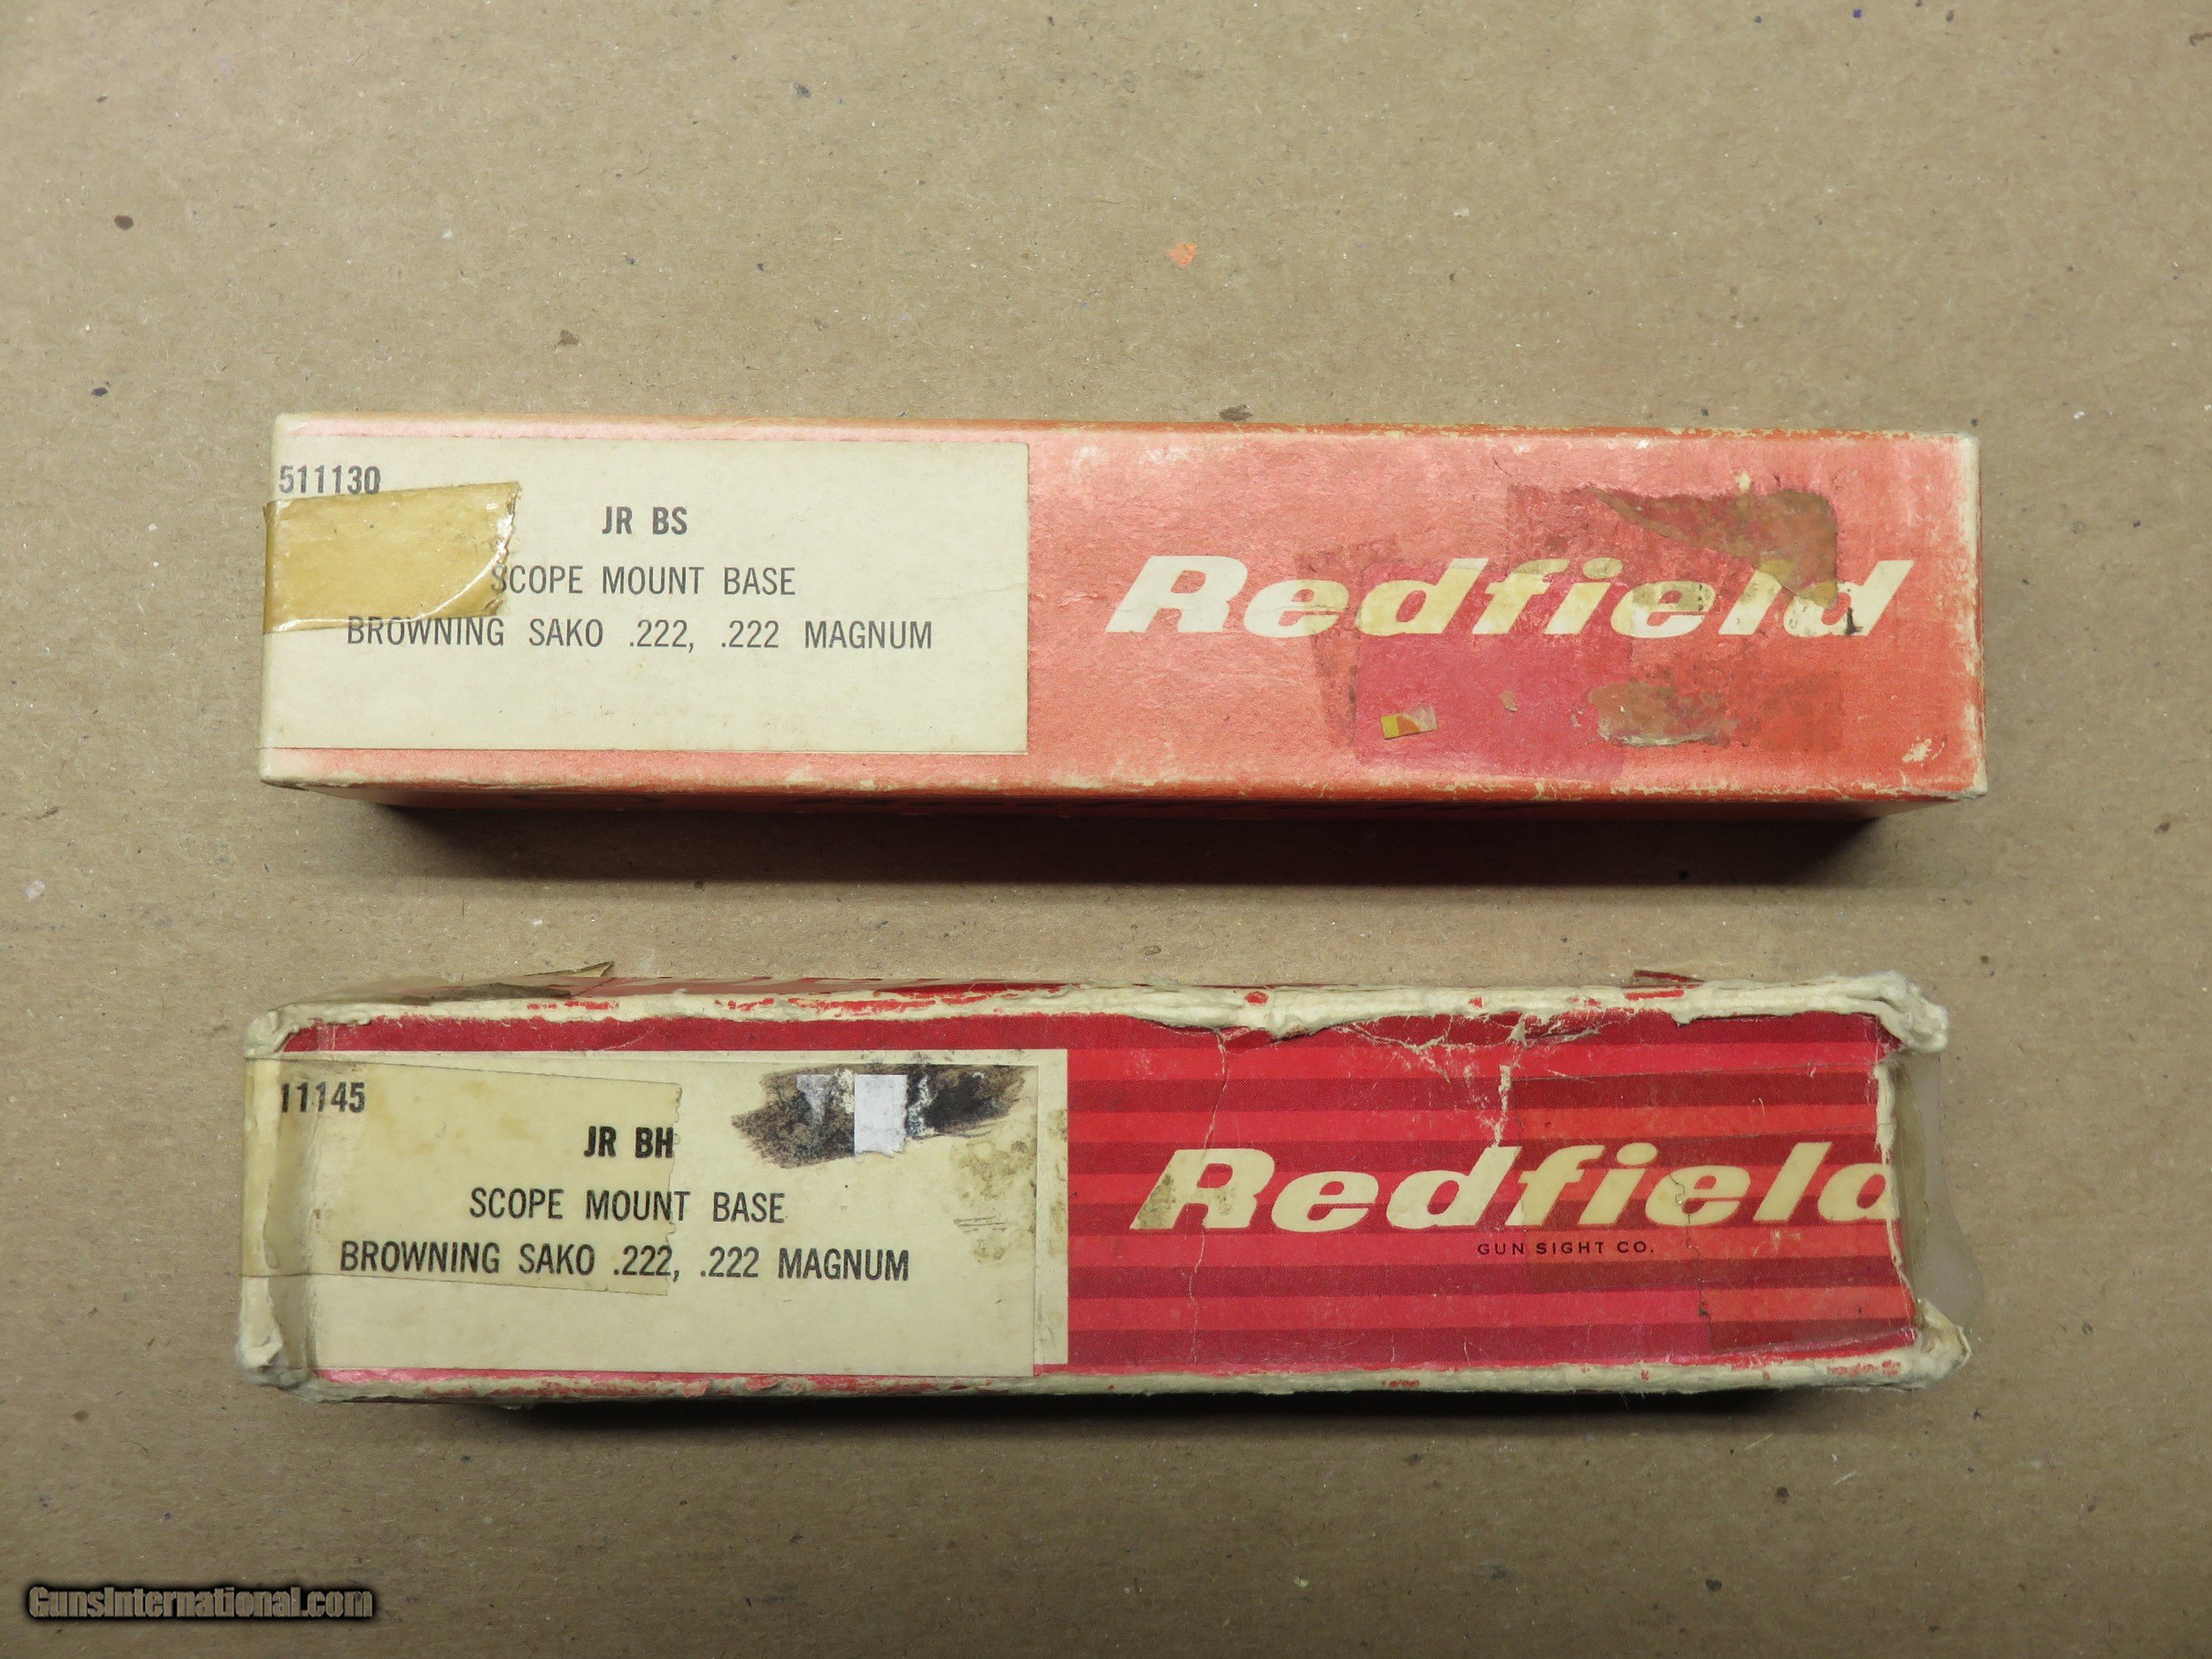 511130
JR BS
SCOPE MOUNT BASE
BROWNING SAKO .222, .222 MAGNUM
Redfield
11145
JR BH
SCOPE MOUNT BASE
BROWNING SAKO .222, .222 MAGNUM
Redfield
GUN SIGHT CO.
GunsInternational.com